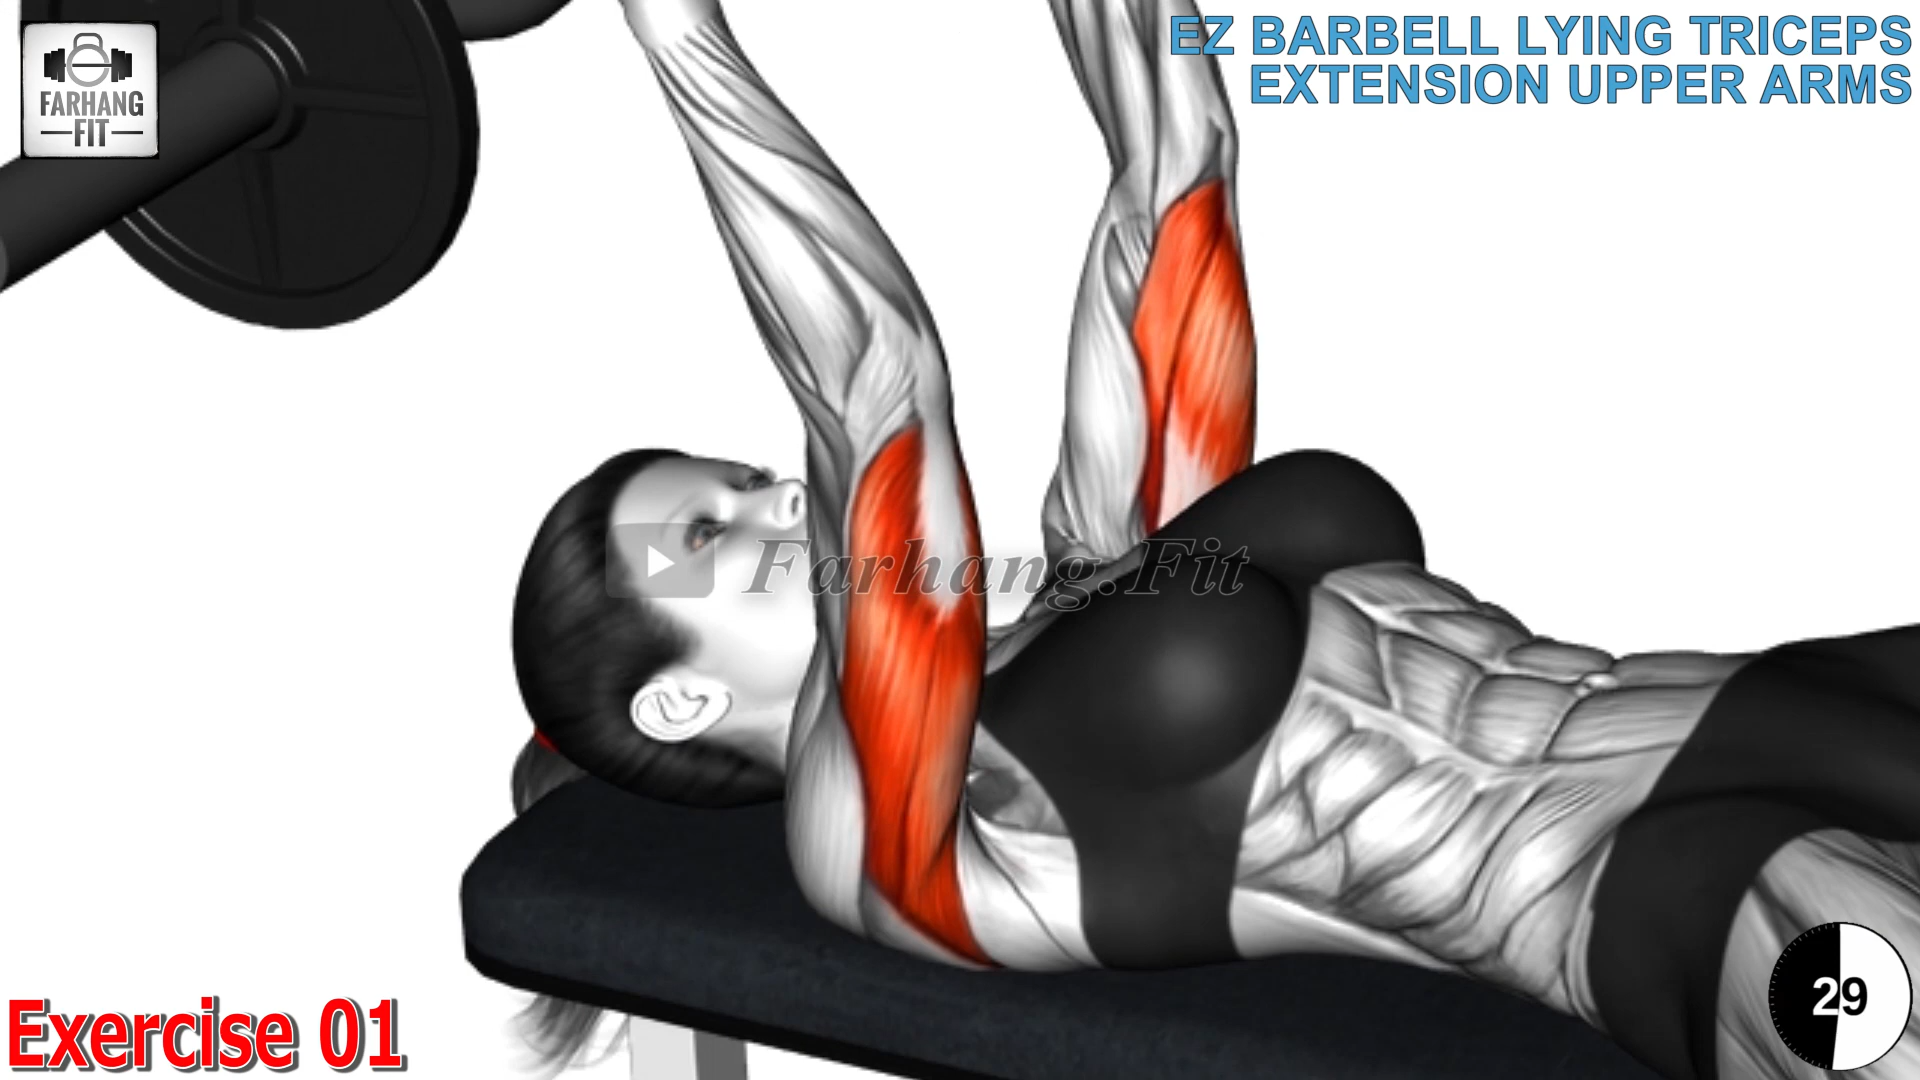 FARHANG
FIT
EZ BARBELL LYING TRICEPS
EXTENSION UPPER ARMS
Farhang.Fit
Exercise 01
29